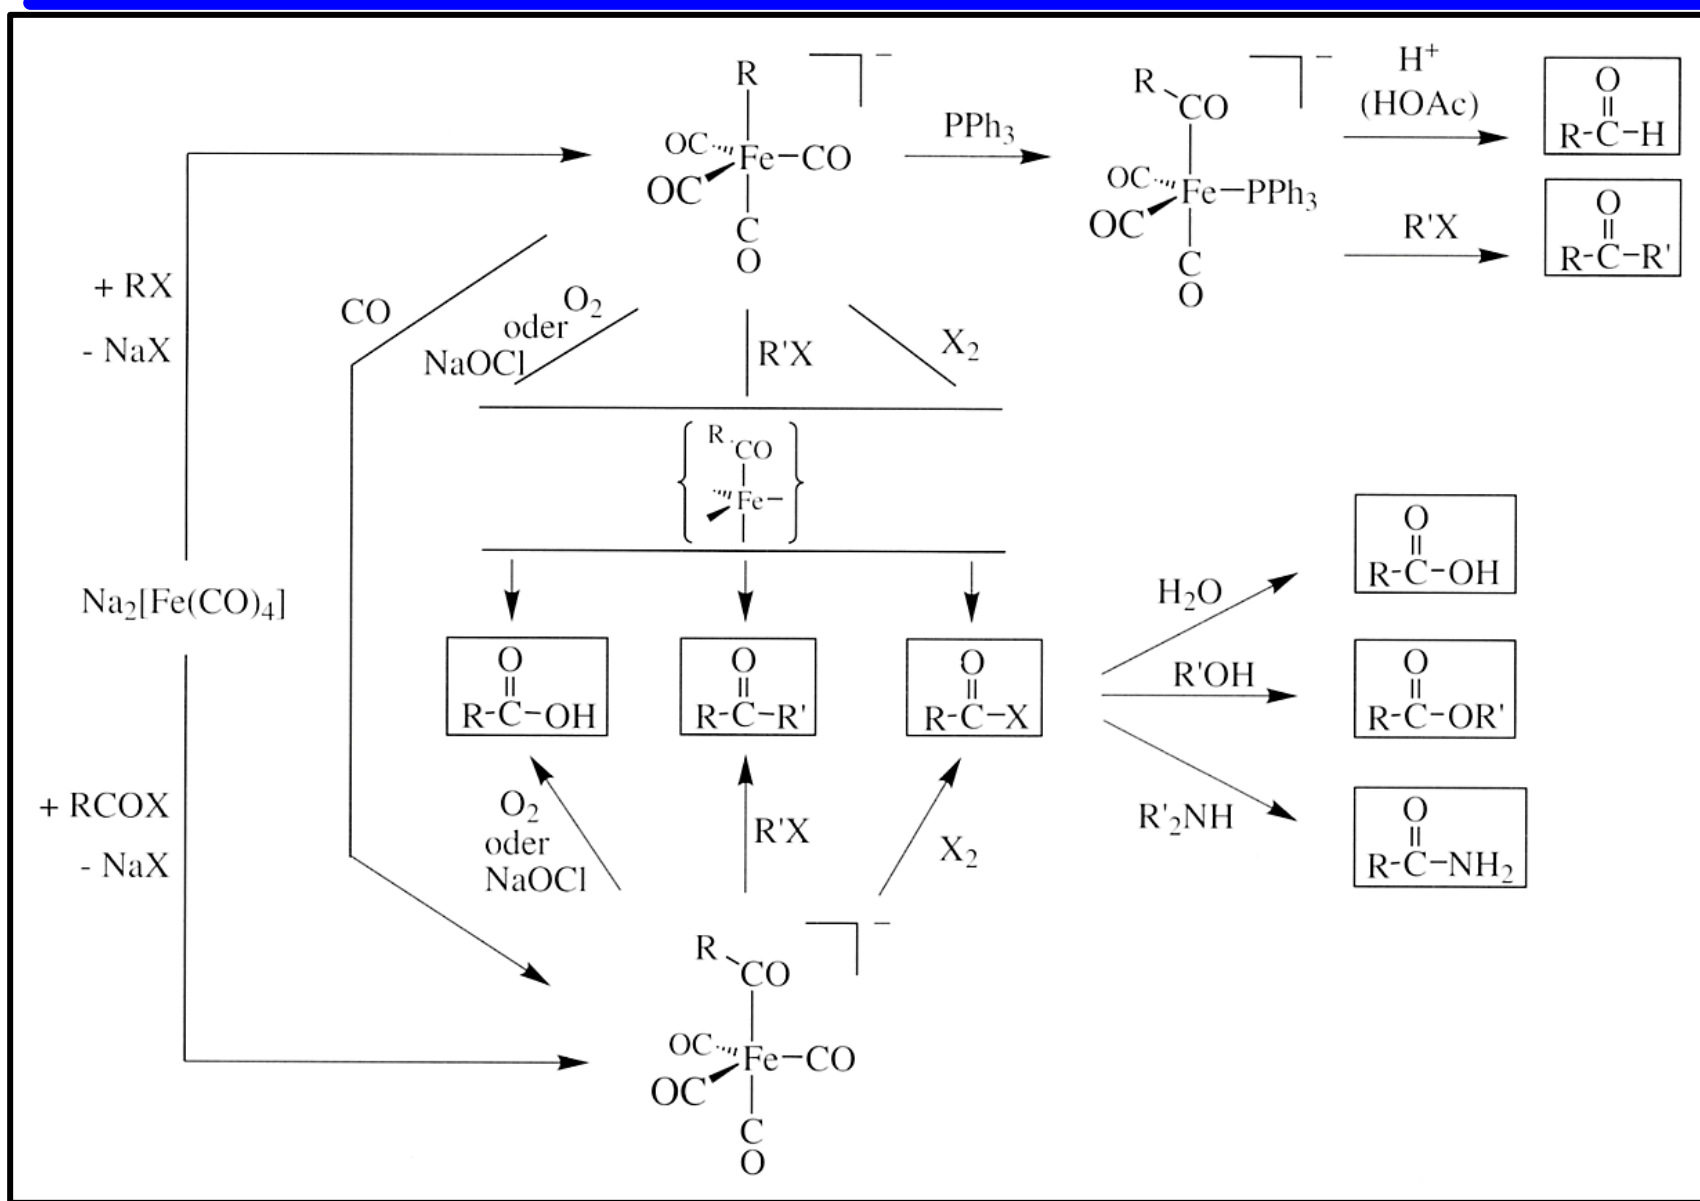 R
OC Fe–CO
OC
C
O
–
PPh₃
R
CO
OC Fe–PPh₃
OC
C
O
–
H⁺
(HOAc)
O
R-C-H
R'X
O
R-C-R'
+ RX
- NaX
CO
O₂
oder
NaOCl
R'X
X₂
R
CO
Fe
Na₂[Fe(CO)₄]
O
R-C-OH
O
R-C-R'
O
R-C-X
H₂O
O
R-C-OH
R'OH
O
R-C-OR'
R'₂NH
O
R-C-NH₂
+ RCOX
- NaX
O₂
oder
NaOCl
R'X
X₂
R
CO
OC Fe–CO
OC
C
O
–